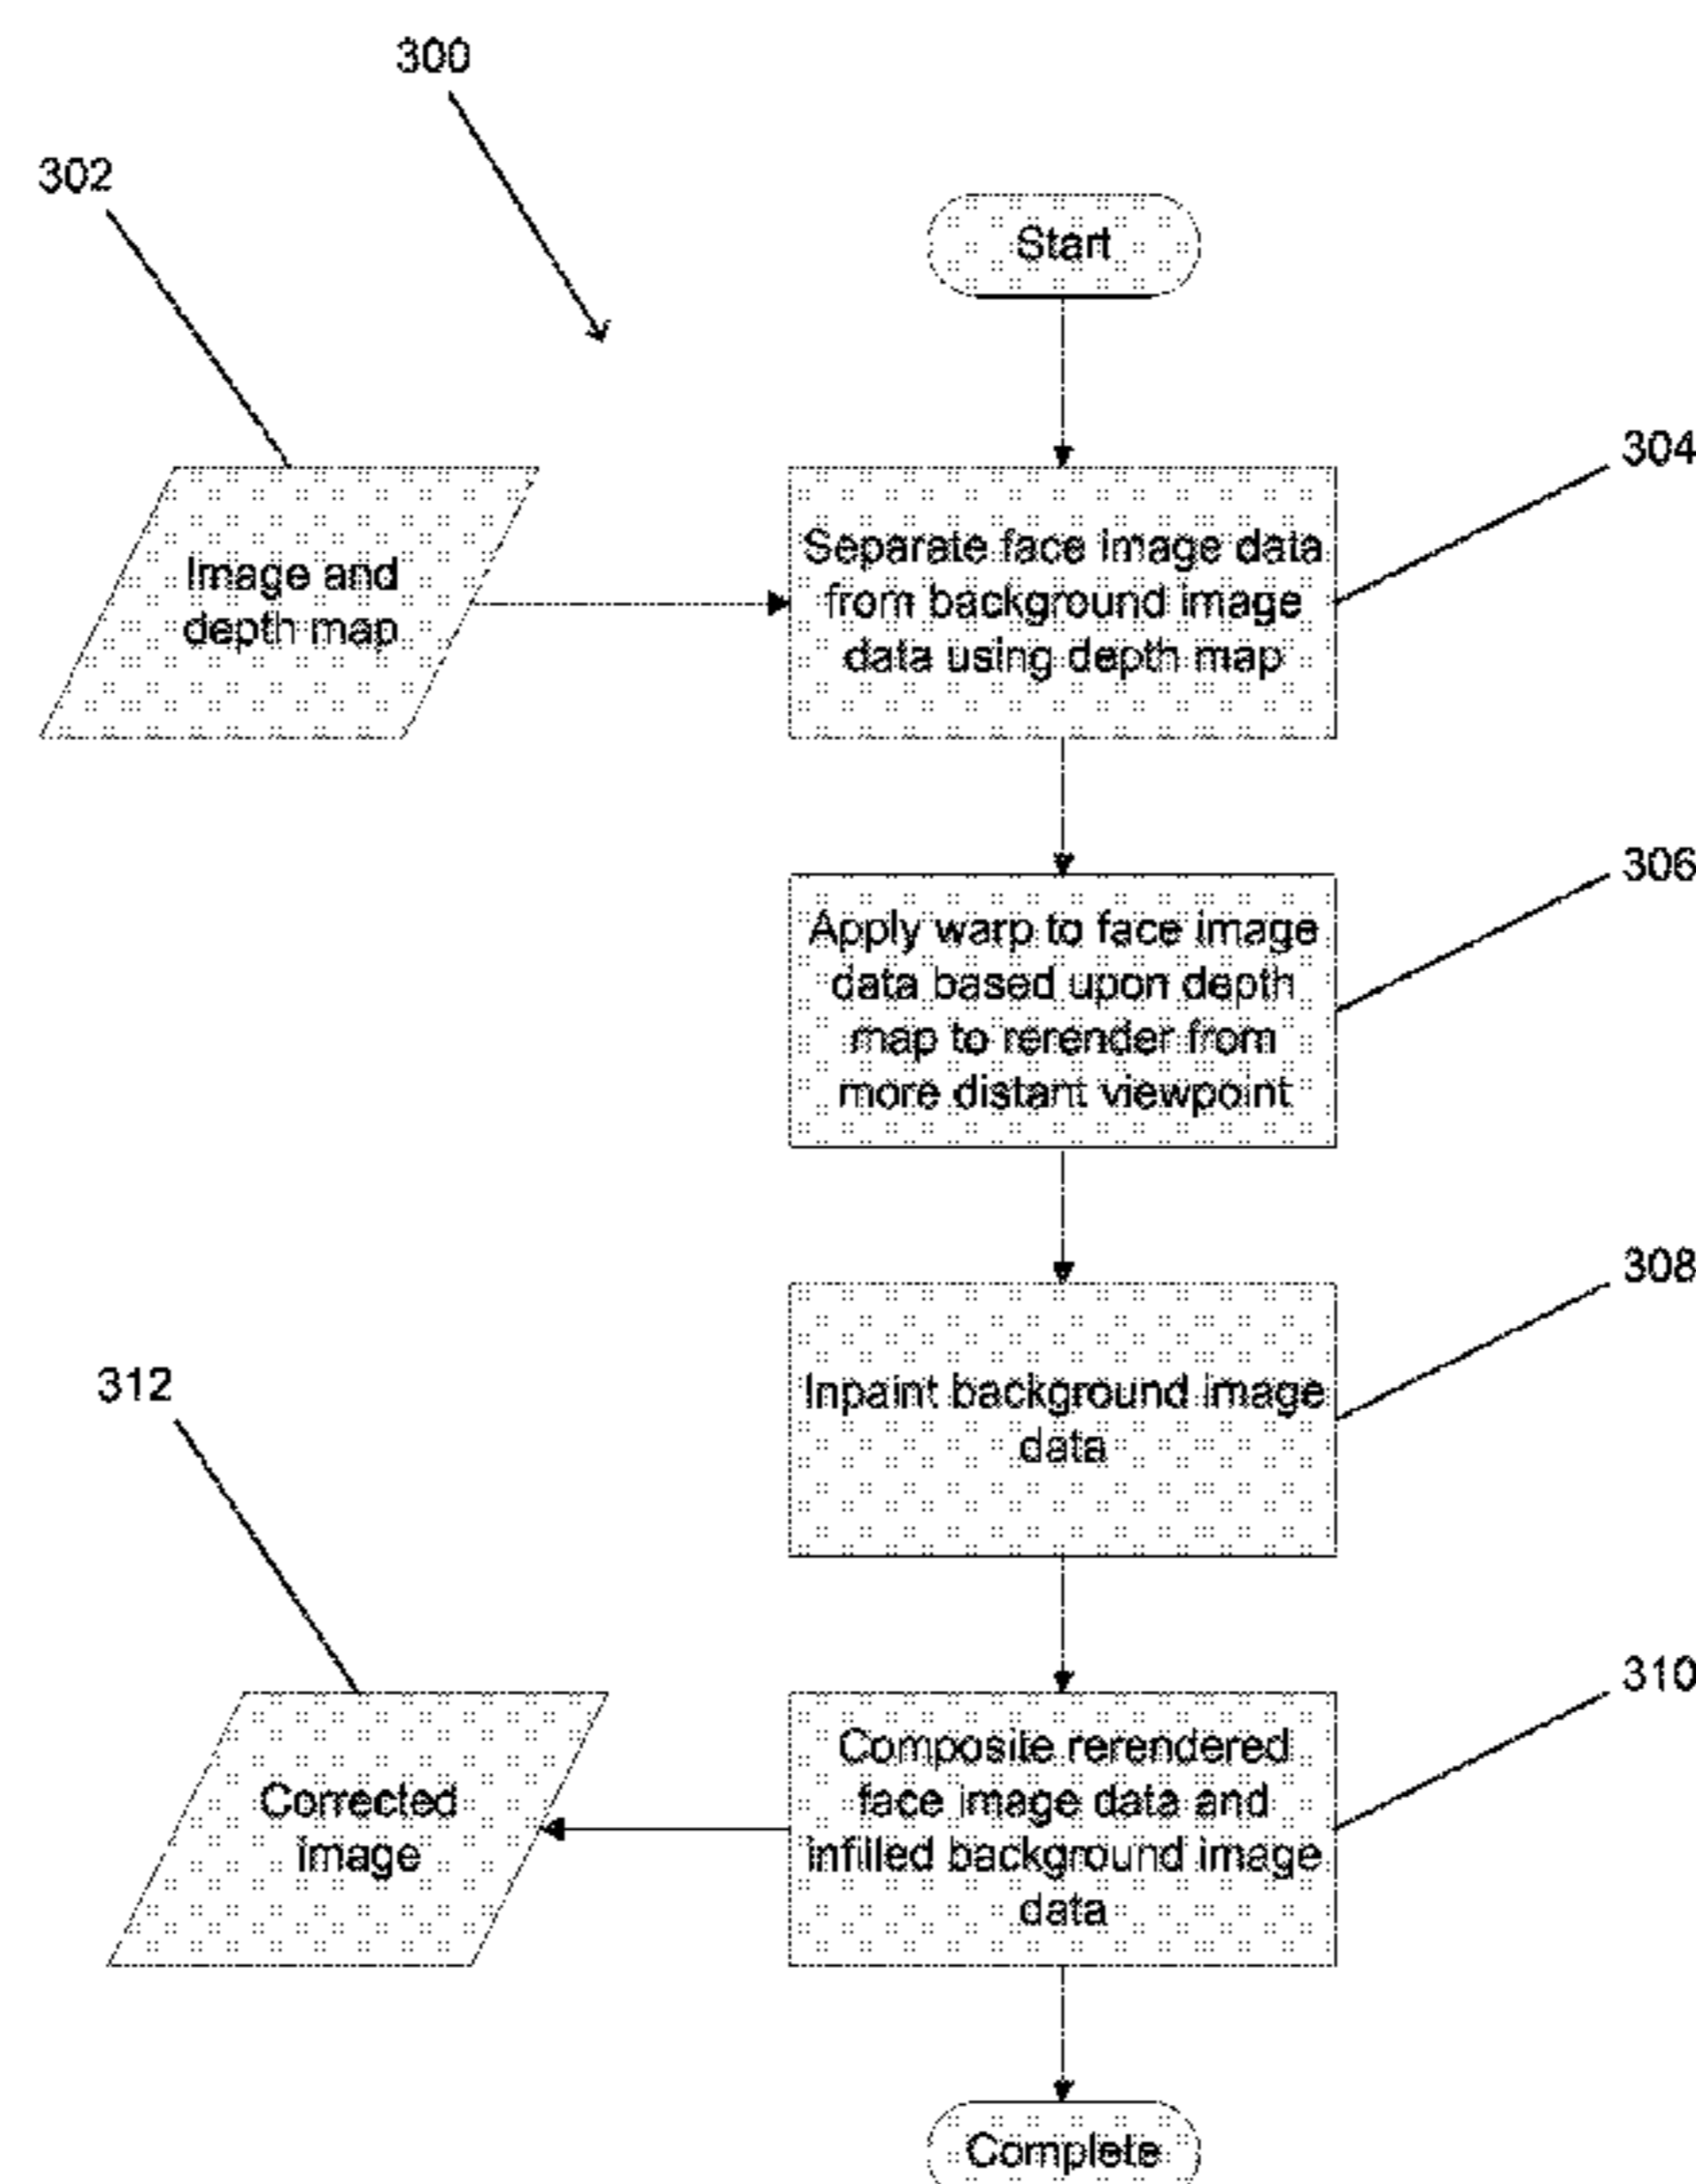 300
302
Start
304
Image and
depth map
Separate face image data
from background image
data using depth map
306
Apply warp to face image
data based upon depth
map to rerender from
more distant viewpoint
308
Inpaint background image
data
312
310
Corrected
image
Composite rerendered
face image data and
infilled background image
data
Complete